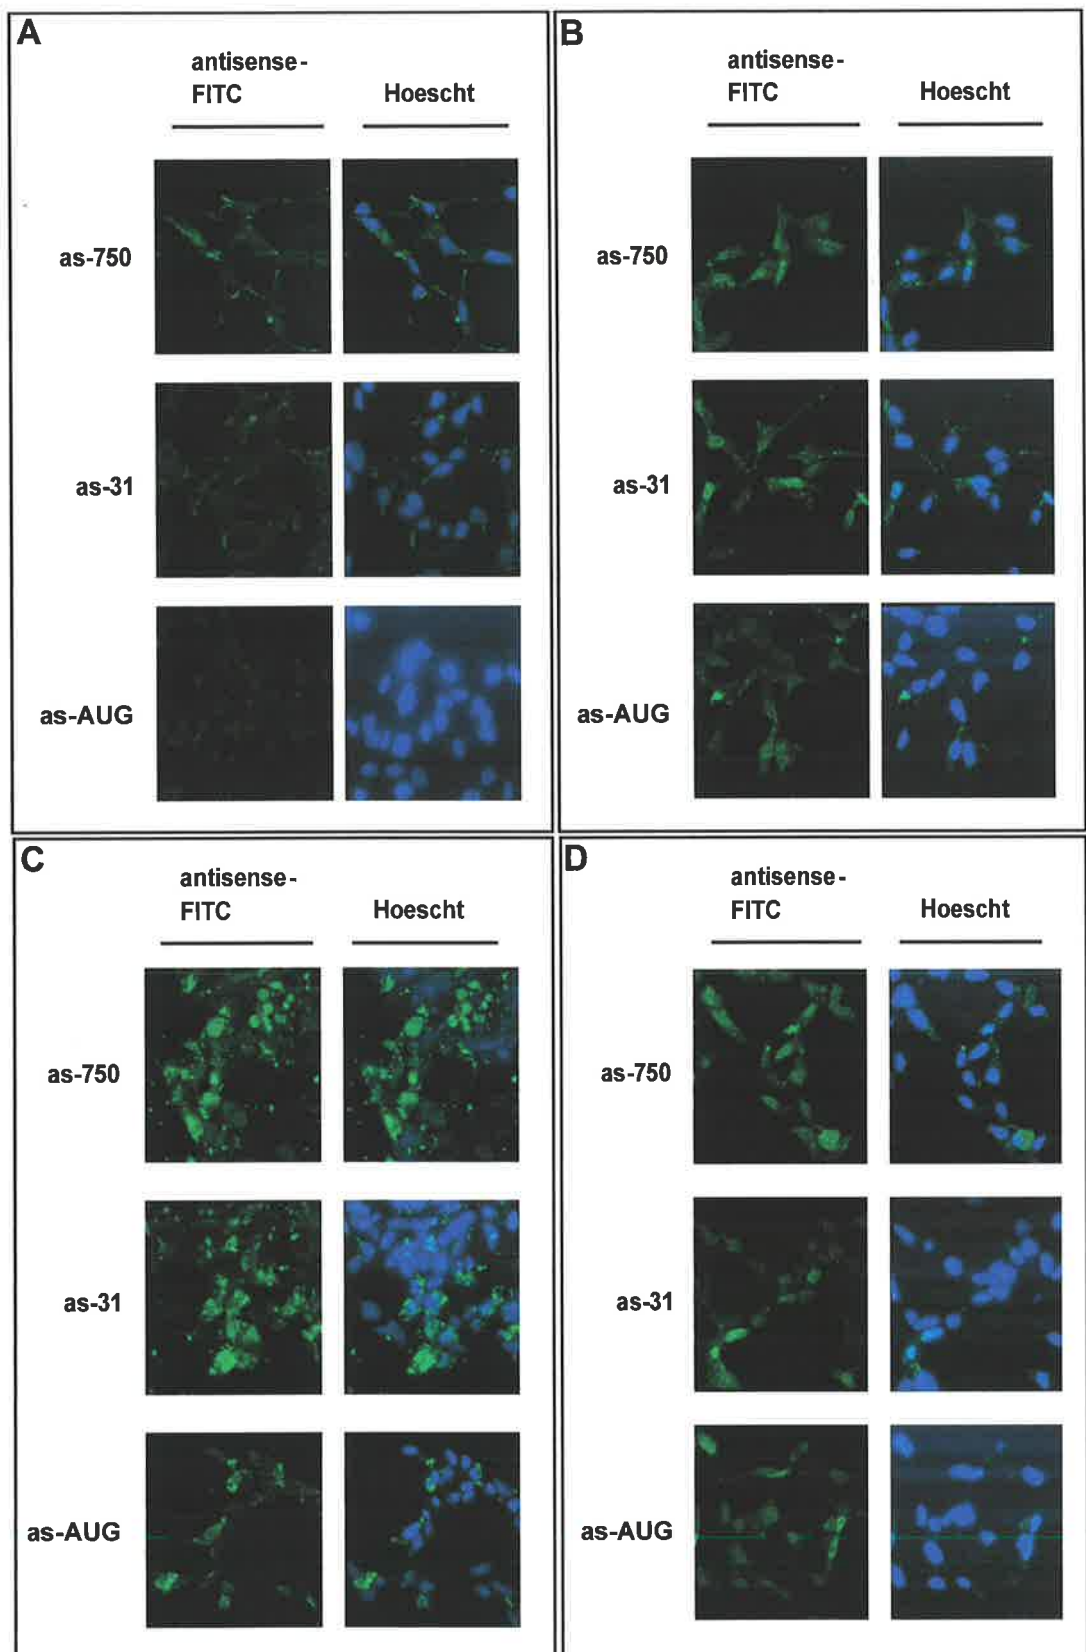 A
antisense-
FITC
Hoescht
as-750
as-31
as-AUG
B
antisense-
FITC
Hoescht
as-750
as-31
as-AUG
C
antisense-
FITC
Hoescht
as-750
as-31
as-AUG
D
antisense-
FITC
Hoescht
as-750
as-31
as-AUG